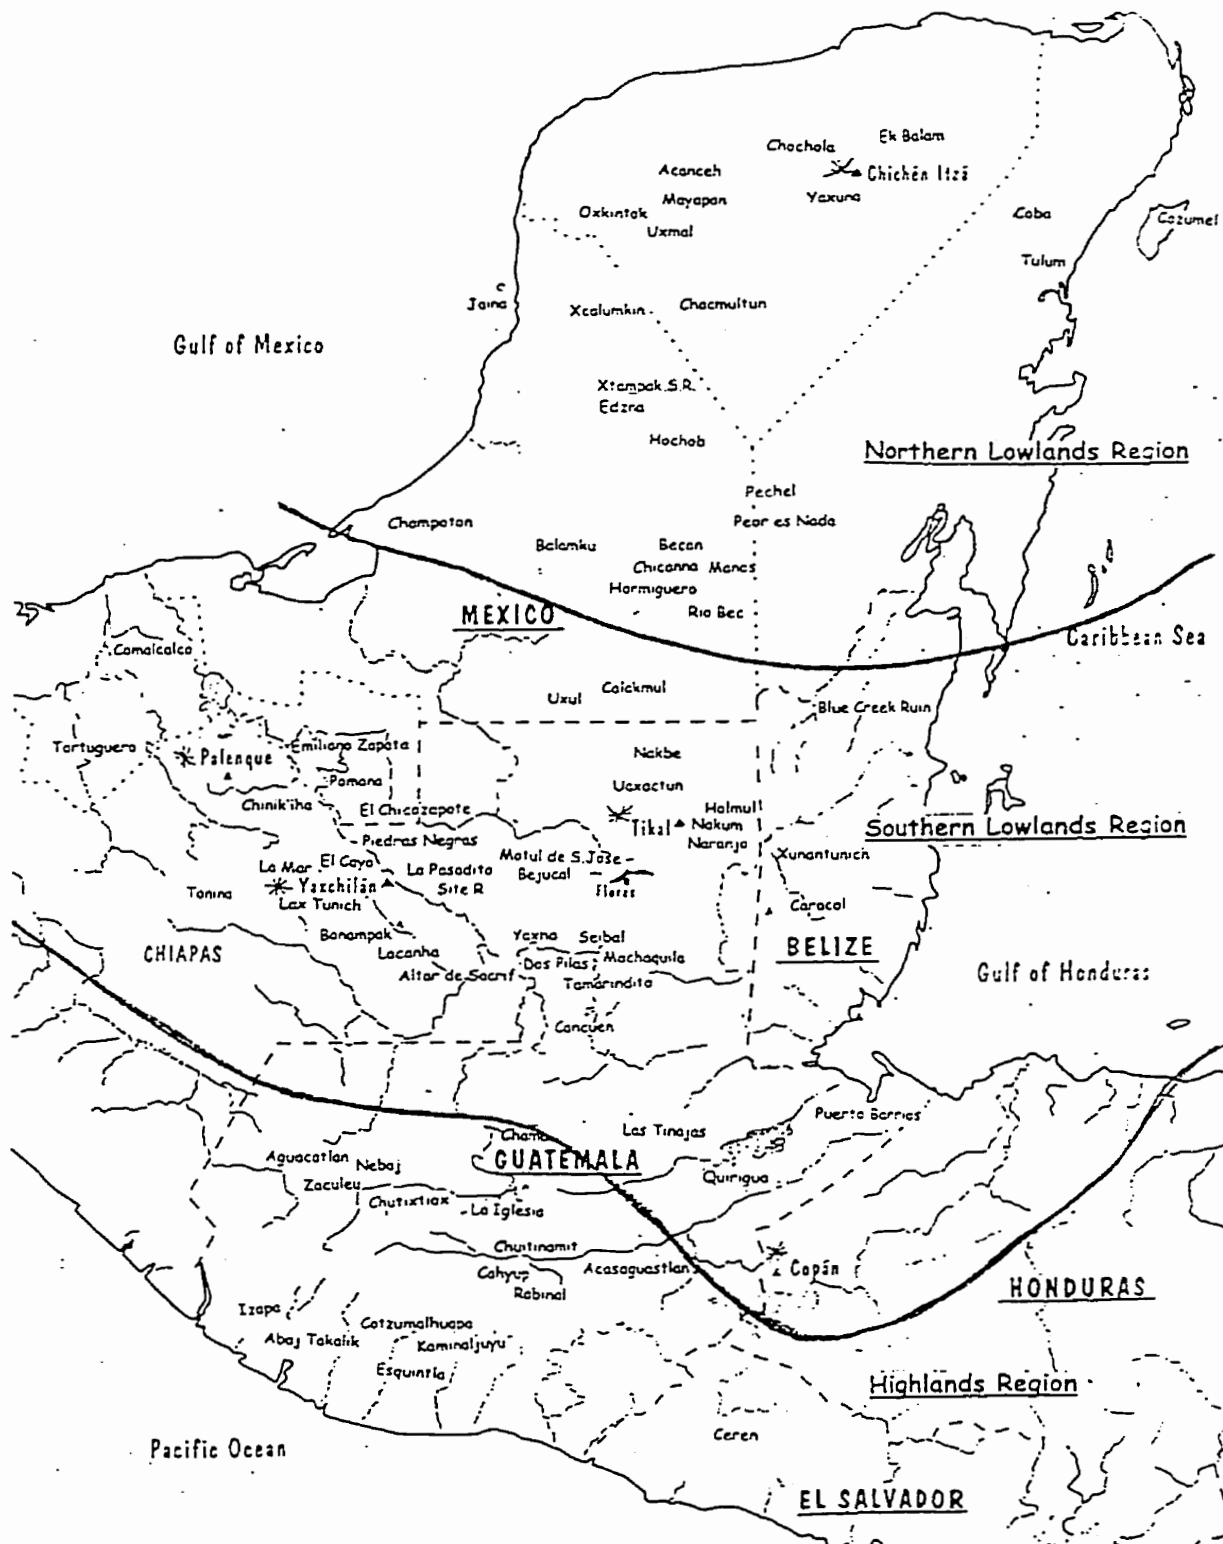 Ek Balam
Chochola
Acanceh
Chichén Itzá
Mayapan
Yaxuna
Oxkintok
Coba
Cozumel
Uxmal
Tulum
Jaina
Xcalumkin
Chacmultun
Gulf of Mexico
Xtampak S.R.
Edzna
Hochob
Northern Lowlands Region
Pechel
Peor es Nada
Champoton
Balamku
Becan
Chicanna
Manos
Hormiguero
MEXICO
Rio Bec
Caribbean Sea
Comalcalco
Uxul
Calckmul
Blue Creek Ruin
Tortuguero
Palenque
Emiliano Zapata
Nakbe
Pomana
Uaxactun
Chinik'iha
El Chicozapote
Holmul
Tikal
Nakum
Southern Lowlands Region
Piedras Negras
Naranjo
La Mar
El Cayo
La Pasadita
Motul de S. Jose
Xunantunich
Tonina
Yaxchilán
Site R
Bejucal
Flores
Lax Tunich
Caracol
Bonampak
Yaxha
Seibal
CHIAPAS
Lacanha
Dos Pilas
Machaquila
BELIZE
Altar de Sacrif
Tamarindito
Gulf of Honduras
Cancuen
Puerto Barrios
Chama
Las Tinajas
Aguacatlan
Nebaj
GUATEMALA
Zaculeu
Quirigua
Chutixtiox
La Iglesia
Chuitinamit
Cahyup
Acasaguastlan
Copán
Rabinal
HONDURAS
Izapa
Cotzumalhuapa
Abaj Takalik
Kaminaljuyu
Esquintla
Highlands Region
Ceren
Pacific Ocean
EL SALVADOR